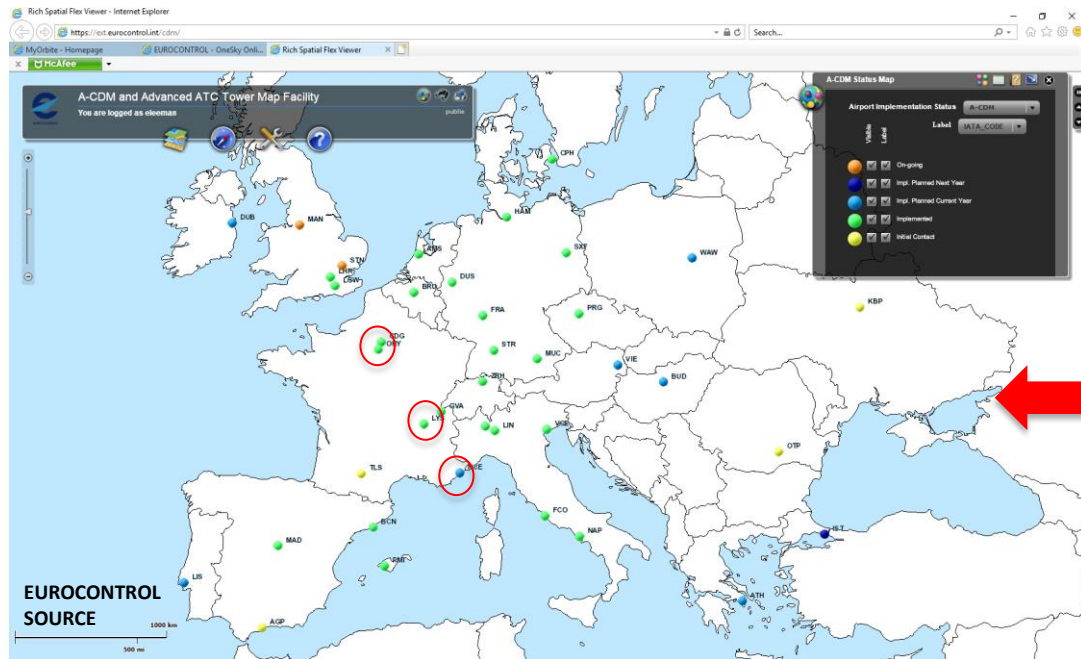 Rich Spatial Flex Viewer - Internet Explorer
https://ext.eurocontrol.int/cdm/
Search...
MyOrbite - Homepage
EUROCONTROL - OneSky Onli...
Rich Spatial Flex Viewer
McAfee
A-CDM and Advanced ATC Tower Map Facility
You are logged as eleeman
public
A-CDM Status Map
Airport Implementation Status
A-CDM
Label
IATA_CODE
Visible
Label
On-going
Impl. Planned Next Year
Impl. Planned Current Year
Implemented
Initial Contact
CPH
DUB
MAN
HAM
STN
LHR
LGW
AMS
SXF
WAW
BRU
DUS
KBP
FRA
PRG
CDG
ORY
STR
MUC
VIE
ZRH
BUD
GVA
LIN
VCE
OTP
TLS
NCE
BCN
FCO
IST
MAD
NAP
PMI
LIS
ATH
AGP
EUROCONTROL
SOURCE
1000 km
500 mi